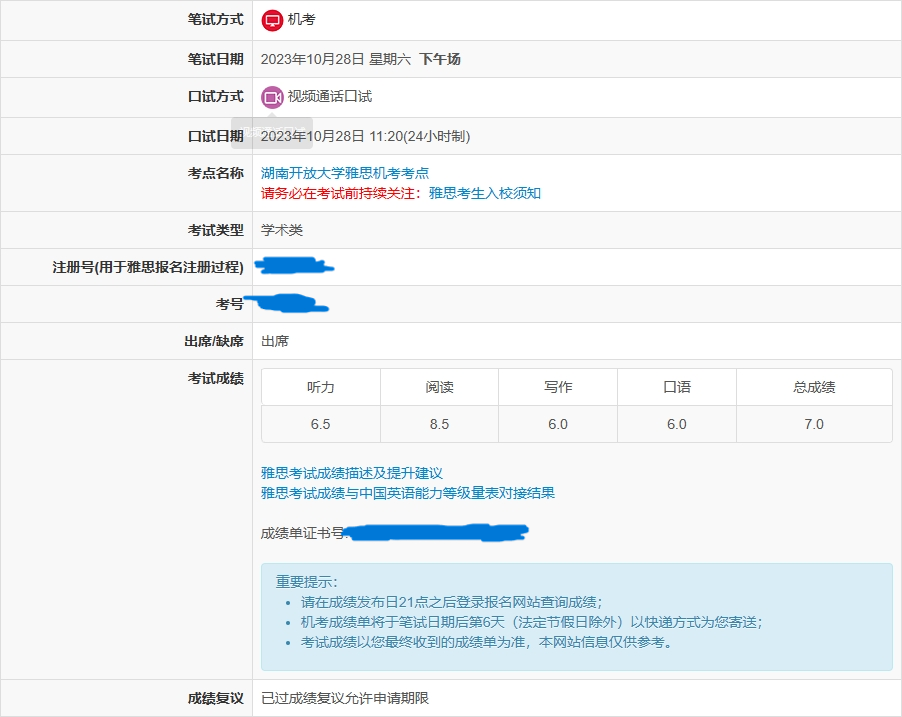 笔试方式 机考
笔试日期 2023年10月28日 星期六 下午场
口试方式 视频通话口试
口试日期 2023年10月28日 11:20(24小时制)
考点名称 湖南开放大学雅思机考考点
请务必在考试前持续关注：雅思考生入校须知
考试类型 学术类
注册号(用于雅思报名注册过程)
考号
出席/缺席 出席
考试成绩 听力 阅读 写作 口语 总成绩
6.5 8.5 6.0 6.0 7.0
雅思考试成绩描述及提升建议
雅思考试成绩与中国英语能力等级量表对接结果
成绩单证书号:
重要提示：
• 请在成绩发布日21点之后登录报名网站查询成绩；
• 机考成绩单将于笔试日期后第6天（法定节假日除外）以快递方式为您寄送；
• 考试成绩以您最终收到的成绩单为准，本网站信息仅供参考。
成绩复议 已过成绩复议允许申请期限